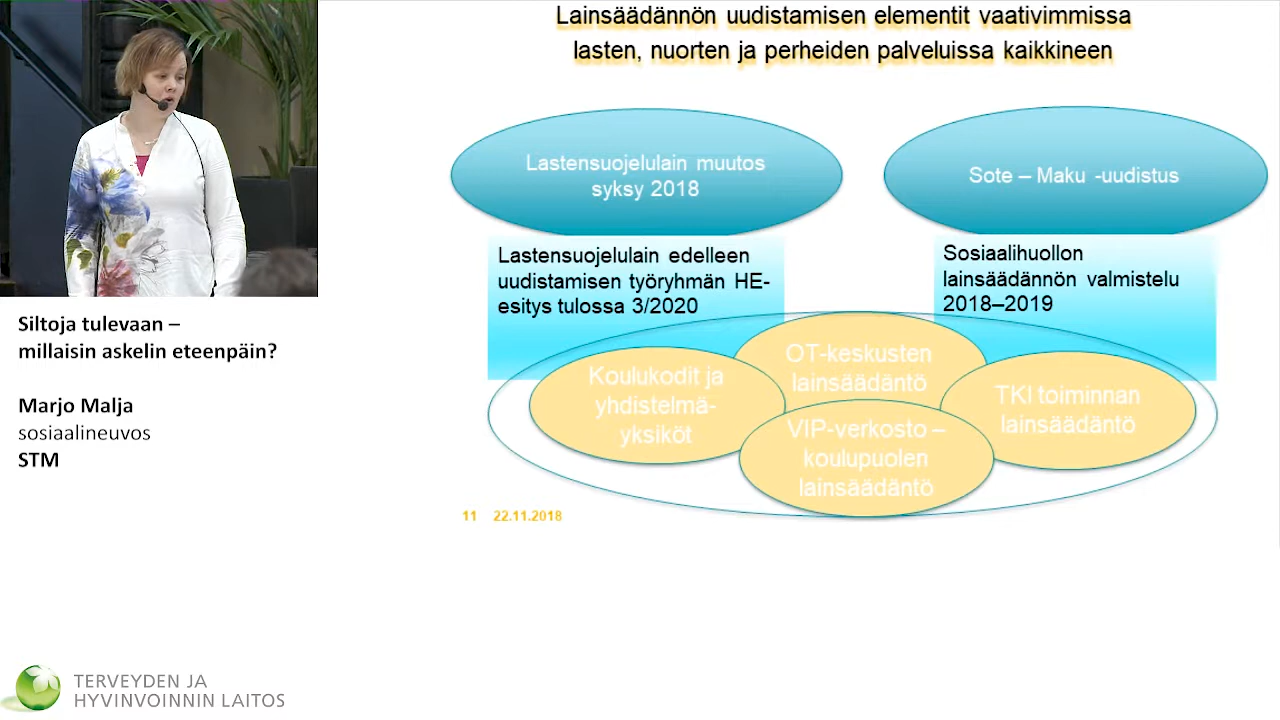 Lainsäädännön uudistamisen elementit vaativimmissa
lasten, nuorten ja perheiden palveluissa kaikkineen
Lastensuojelulain muutos
syksy 2018
Sote – Maku -uudistus
Lastensuojelulain edelleen
uudistamisen työryhmän HE-
esitys tulossa 3/2020
Sosiaalihuollon
lainsäädännön valmistelu
2018–2019
OT-keskusten
lainsäädäntö
Koulukodit ja
yhdistelmä-
yksiköt
TKI toiminnan
lainsäädäntö
VIP-verkosto –
koulupuolen
lainsäädäntö
11 22.11.2018
Siltoja tulevaan –
millaisin askelin eteenpäin?
Marjo Malja
sosiaalineuvos
STM
TERVEYDEN JA
HYVINVOINNIN LAITOS